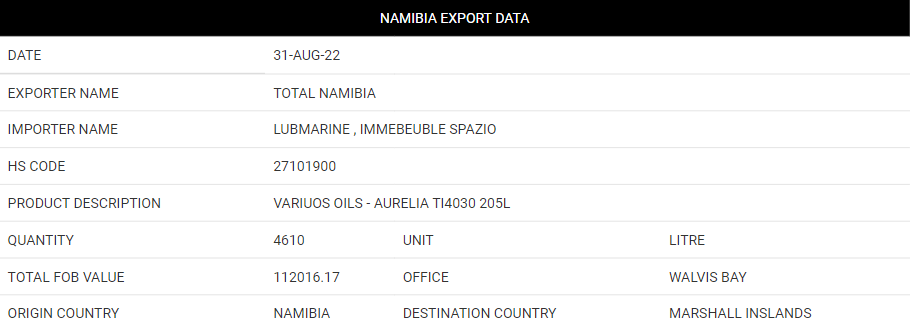 NAMIBIA EXPORT DATA
DATE 31-AUG-22
EXPORTER NAME TOTAL NAMIBIA
IMPORTER NAME LUBMARINE , IMMEBEUBLE SPAZIO
HS CODE 27101900
PRODUCT DESCRIPTION VARIUOS OILS - AURELIA TI4030 205L
QUANTITY 4610 UNIT LITRE
TOTAL FOB VALUE 112016.17 OFFICE WALVIS BAY
ORIGIN COUNTRY NAMIBIA DESTINATION COUNTRY MARSHALL INSLANDS